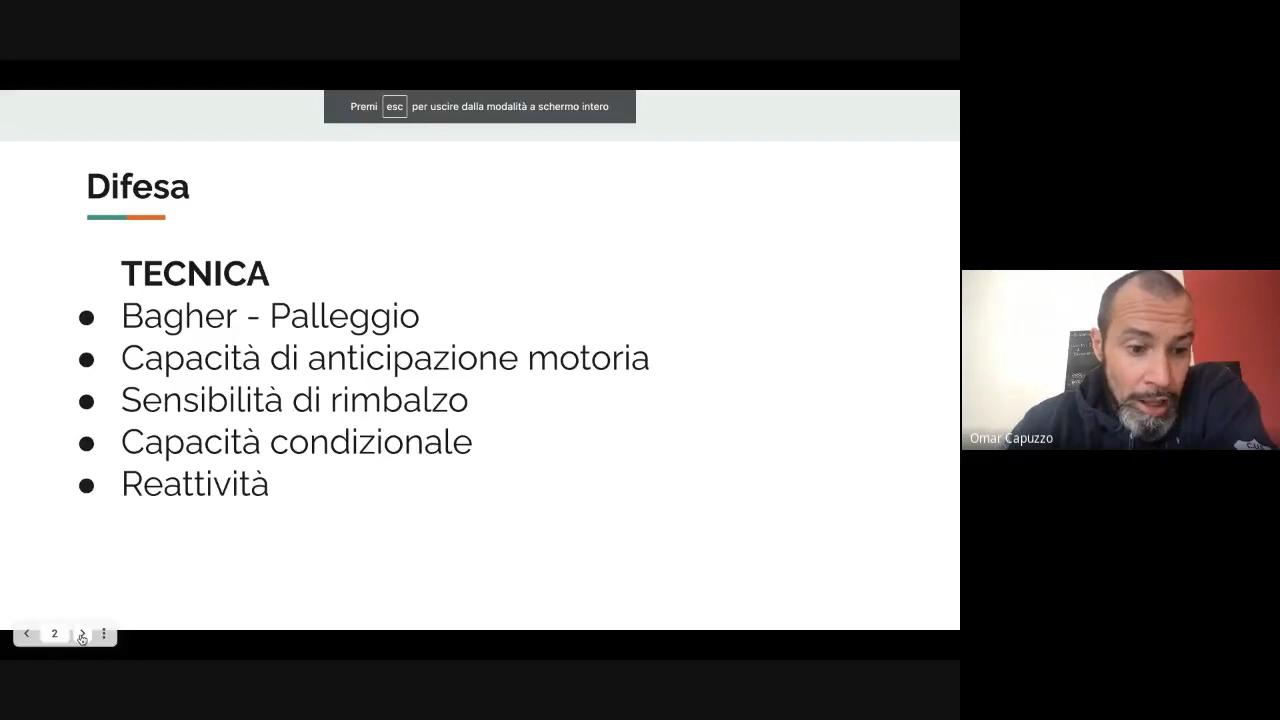 Premi esc per uscire dalla modalità a schermo intero
Difesa
TECNICA
● Bagher - Palleggio
● Capacità di anticipazione motoria
● Sensibilità di rimbalzo
● Capacità condizionale
● Reattività
Omar Capuzzo
2